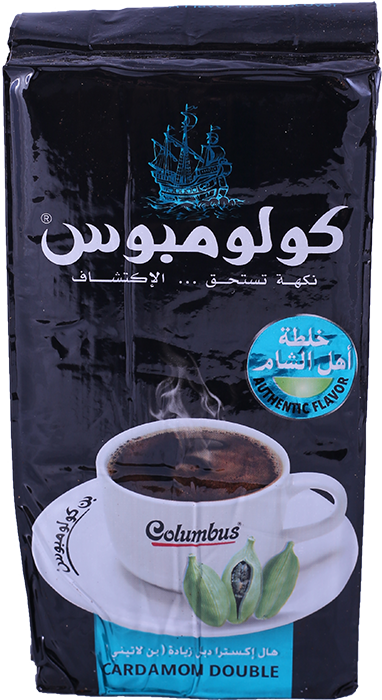 كولومبوس
®
نكهة تستحق ... الإكتشاف
خلطة
أهل الشام
AUTHENTIC FLAVOR
Columbus®
بن كولومبوس
هال إكسترا دبل زيادة (بن لاتيني
CARDAMOM DOUBLE